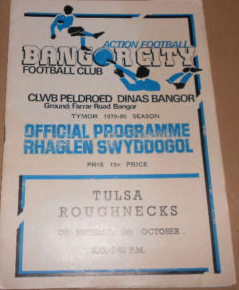 ACTION FOOTBALL
BANGOR CITY
FOOTBALL CLUB
CLWB PELDROED DINAS BANGOR
Ground: Farrar Road Bangor
TYMOR 1979-80 SEASON
OFFICIAL PROGRAMME
RHAGLEN SWYDDOGOL
PRIS 15p PRICE
TULSA
ROUGHNECKS
ON OCTOBER
P.M.